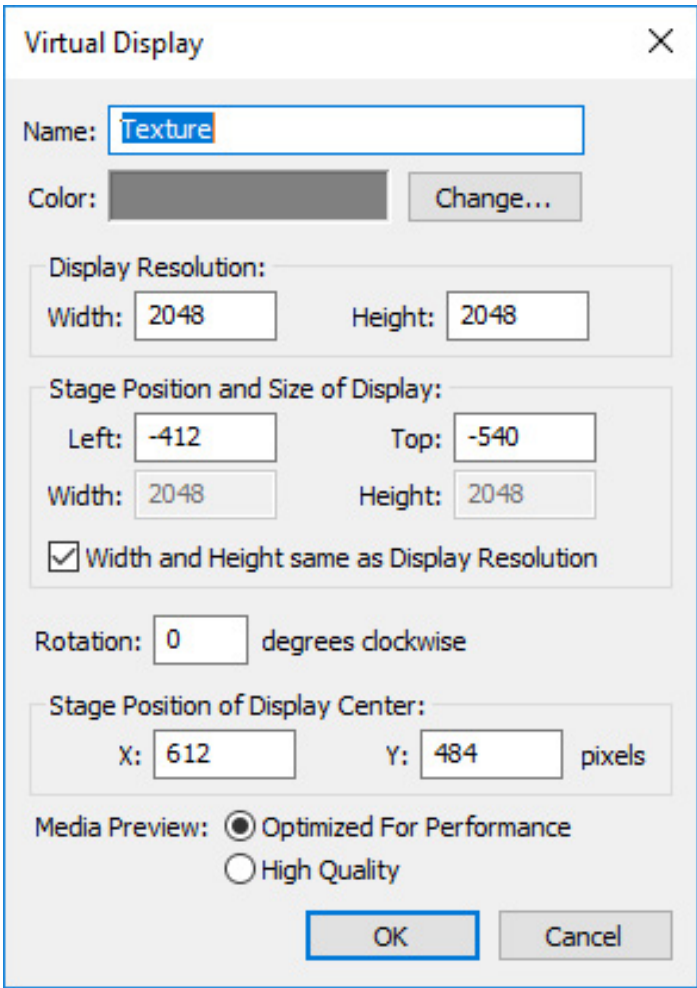 Virtual Display
Name: Texture
Color: Change...
Display Resolution:
Width: 2048 Height: 2048
Stage Position and Size of Display:
Left: -412 Top: -540
Width: 2048 Height: 2048
Width and Height same as Display Resolution
Rotation: 0 degrees clockwise
Stage Position of Display Center:
X: 612 Y: 484 pixels
Media Preview: Optimized For Performance
High Quality
OK Cancel